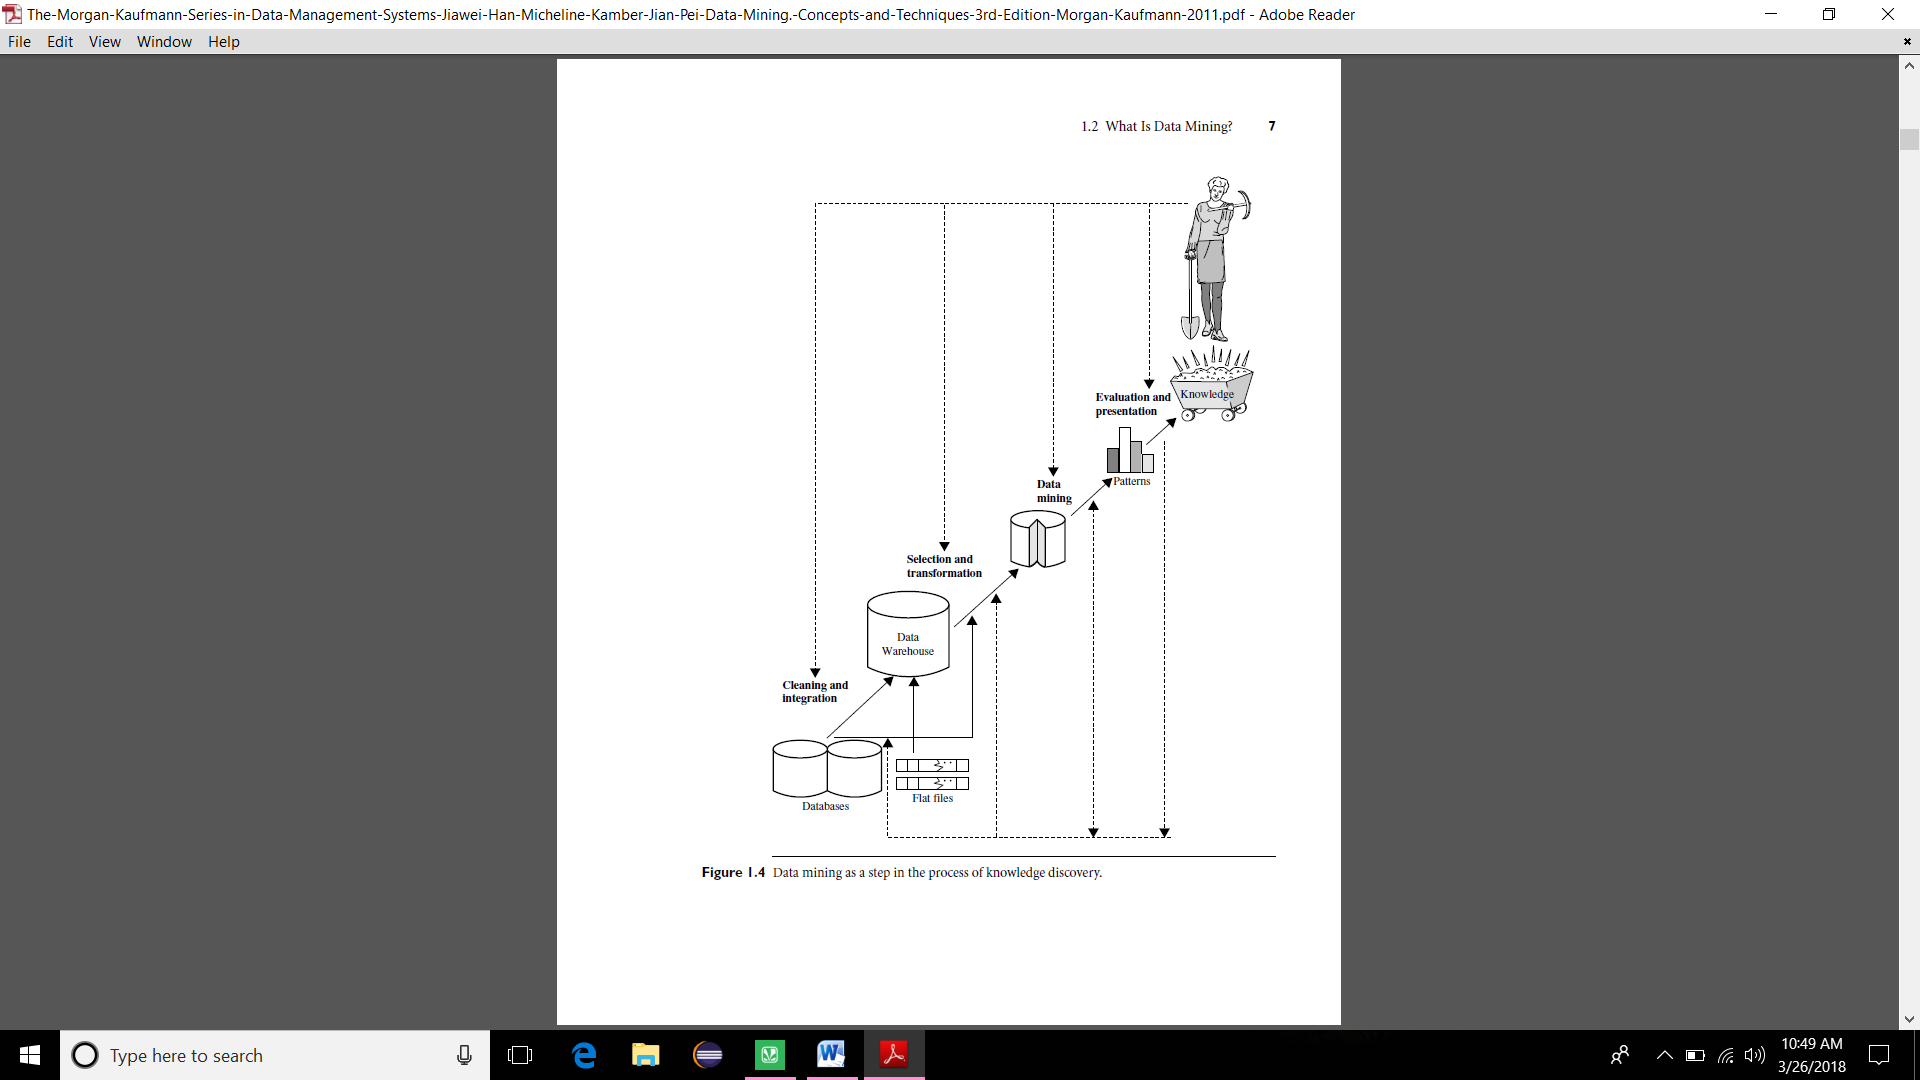 The-Morgan-Kaufmann-Series-in-Data-Management-Systems-Jiawei-Han-Micheline-Kamber-Jian-Pei-Data-Mining.-Concepts-and-Techniques-3rd-Edition-Morgan-Kaufmann-2011.pdf - Adobe Reader
File Edit View Window Help
1.2 What Is Data Mining? 7
Knowledge
Evaluation and
presentation
Patterns
Data
mining
Selection and
transformation
Data
Warehouse
Cleaning and
integration
Databases
Flat files
Figure 1.4 Data mining as a step in the process of knowledge discovery.
Type here to search
10:49 AM
3/26/2018